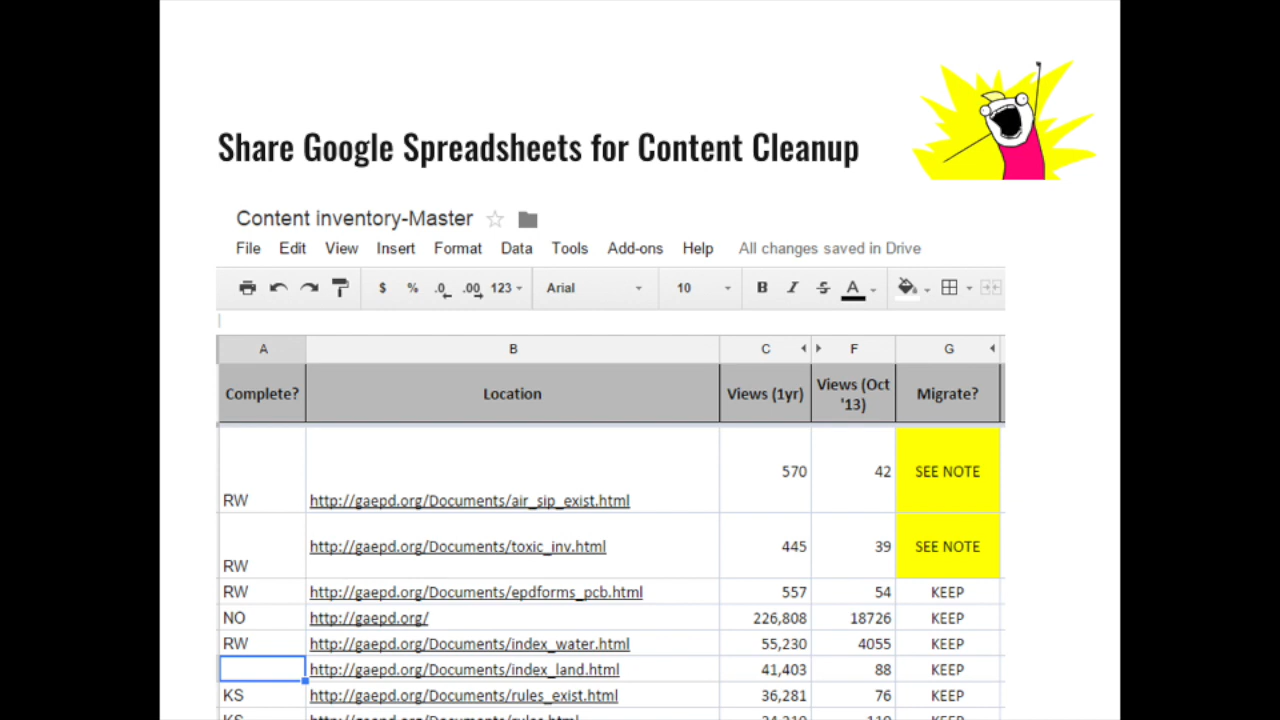 Share Google Spreadsheets for Content Cleanup
Content inventory-Master
File Edit View Insert Format Data Tools Add-ons Help All changes saved in Drive
$ % .0 .00 123 Arial 10 B I S A
A B C F G
Complete? Location Views (1yr) Views (Oct '13) Migrate?
RW http://gaepd.org/Documents/air_sip_exist.html 570 42 SEE NOTE
RW http://gaepd.org/Documents/toxic_inv.html 445 39 SEE NOTE
RW http://gaepd.org/Documents/epdforms_pcb.html 557 54 KEEP
NO http://gaepd.org/ 226,808 18726 KEEP
RW http://gaepd.org/Documents/index_water.html 55,230 4055 KEEP
http://gaepd.org/Documents/index_land.html 41,403 88 KEEP
KS http://gaepd.org/Documents/rules_exist.html 36,281 76 KEEP